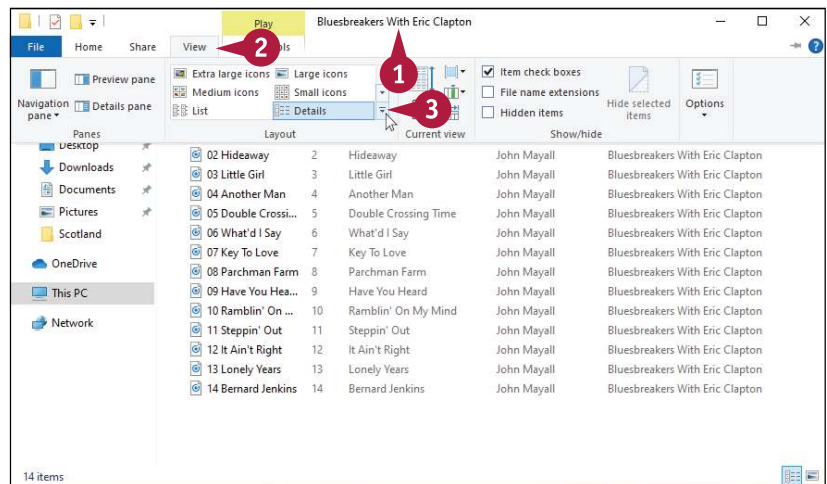 Play
Bluesbreakers With Eric Clapton
File Home Share View ols
2
1
Navigation pane
Preview pane
Details pane
Panes
Extra large icons Large icons
Medium icons Small icons
List Details
3
Layout
Current view
Item check boxes
File name extensions
Hidden items
Hide selected items
Show/hide
Options
Desktop
Downloads
Documents
Pictures
Scotland
OneDrive
This PC
Network
02 Hideaway 2 Hideaway John Mayall Bluesbreakers With Eric Clapton
03 Little Girl 3 Little Girl John Mayall Bluesbreakers With Eric Clapton
04 Another Man 4 Another Man John Mayall Bluesbreakers With Eric Clapton
05 Double Crossi... 5 Double Crossing Time John Mayall Bluesbreakers With Eric Clapton
06 What'd I Say 6 What'd I Say John Mayall Bluesbreakers With Eric Clapton
07 Key To Love 7 Key To Love John Mayall Bluesbreakers With Eric Clapton
08 Parchman Farm 8 Parchman Farm John Mayall Bluesbreakers With Eric Clapton
09 Have You Hea... 9 Have You Heard John Mayall Bluesbreakers With Eric Clapton
10 Ramblin' On ... 10 Ramblin' On My Mind John Mayall Bluesbreakers With Eric Clapton
11 Steppin' Out 11 Steppin' Out John Mayall Bluesbreakers With Eric Clapton
12 It Ain't Right 12 It Ain't Right John Mayall Bluesbreakers With Eric Clapton
13 Lonely Years 13 Lonely Years John Mayall Bluesbreakers With Eric Clapton
14 Bernard Jenkins 14 Bernard Jenkins John Mayall Bluesbreakers With Eric Clapton
14 items